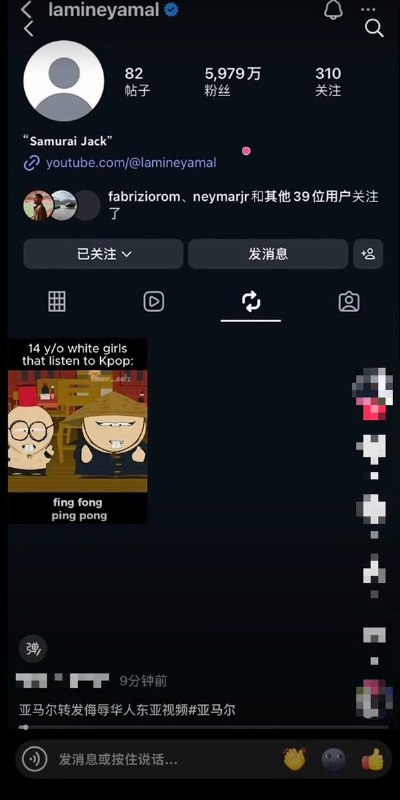 lamineyamal
82
5,979万
310
帖子
粉丝
关注
“Samurai Jack”
youtube.com/@lamineyamal
fabriziorom、neymarjr和其他 39 位用户关注
了
已关注
发消息
14 y/o white girls
that listen to Kpop:
fing fong
ping pong
弹
9分钟前
亚马尔转发侮辱华人东亚视频#亚马尔
发消息或按住说话...